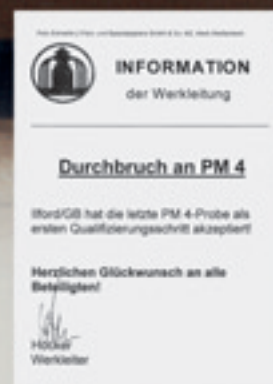 INFORMATION
der Werkleitung
Durchbruch an PM 4
Ilford/GB hat die letzte PM 4-Probe als
ersten Qualifizierungsschritt akzeptiert!
Herzlichen Glückwunsch an alle
Beteiligten!
Werkleiter